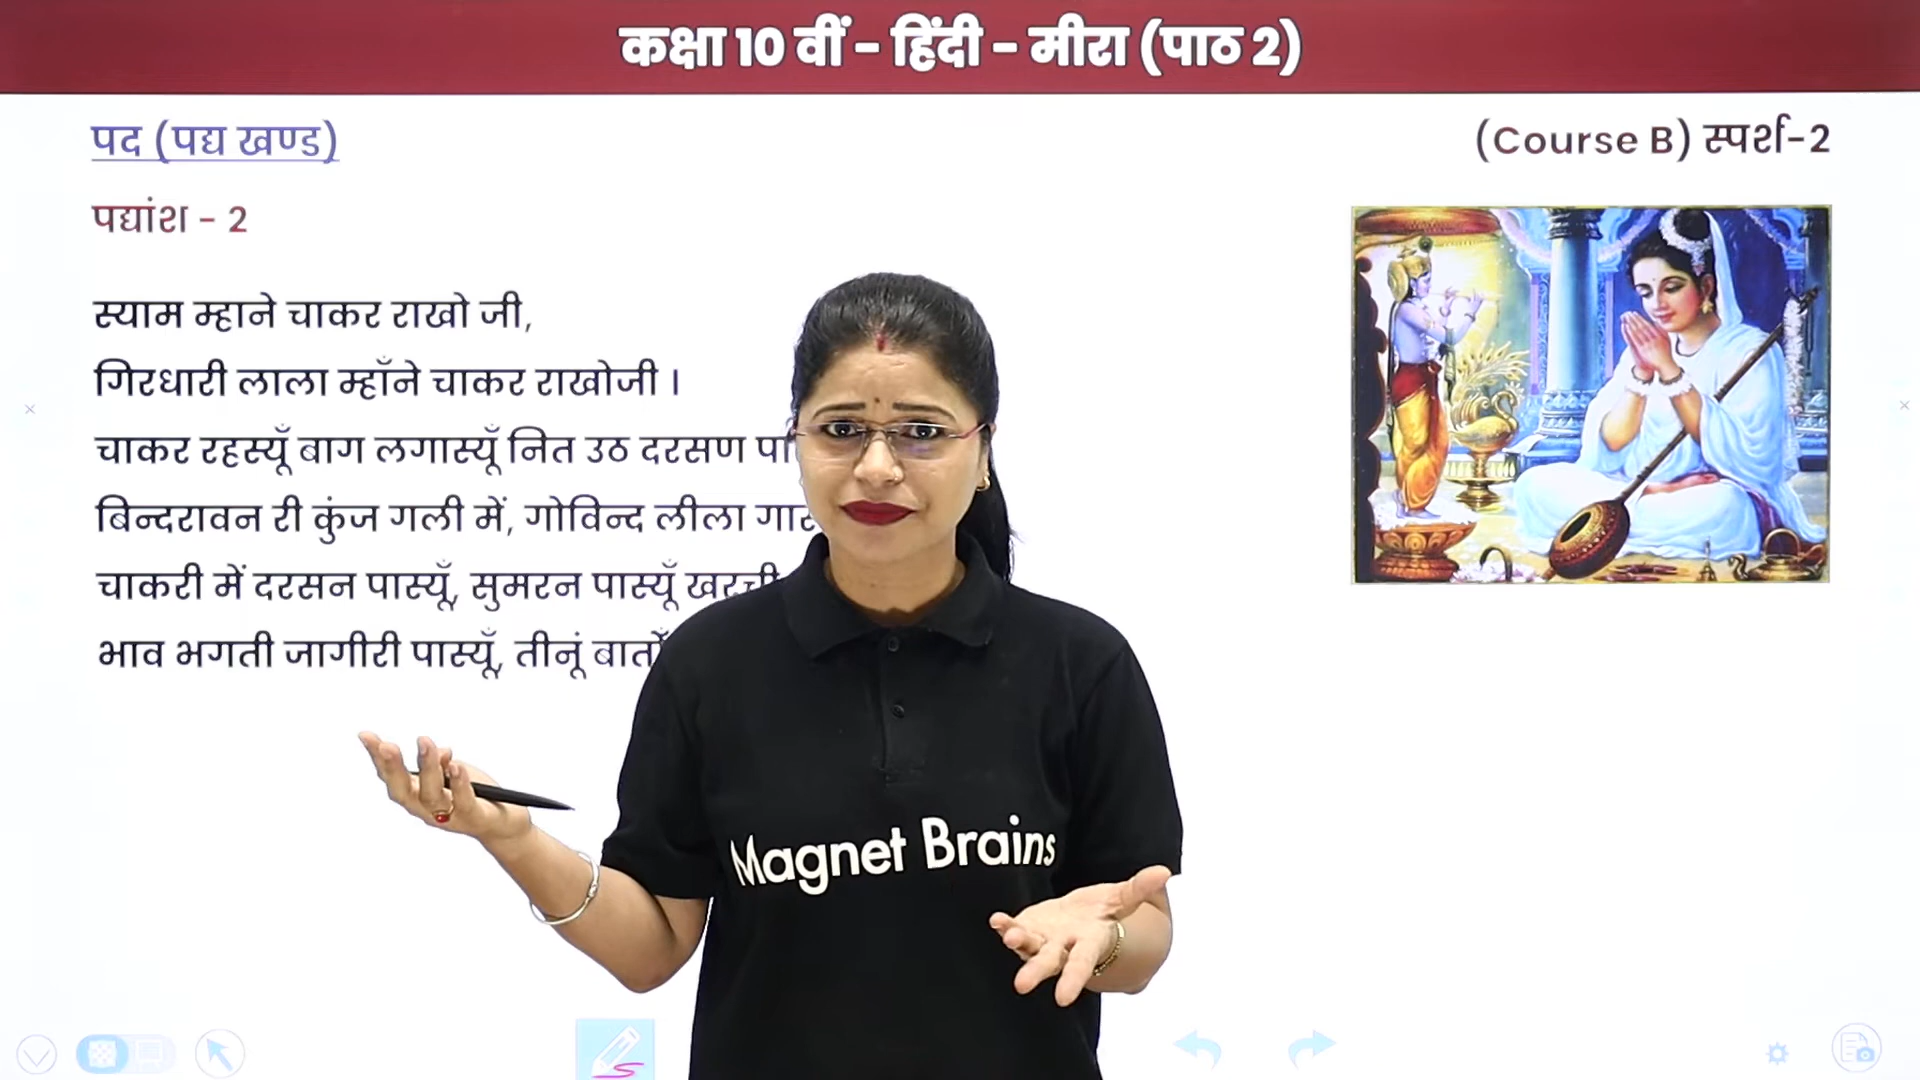 कक्षा 10 वीं - हिंदी - मीरा (पाठ 2)
पद (पद्य खण्ड)
(Course B) स्पर्श-2
पद्यांश - 2
स्याम म्हाने चाकर राखो जी,
गिरधारी लाला म्हाँने चाकर राखोजी ।
चाकर रहस्यूँ बाग लगास्यूँ नित उठ दरसण
बिन्दरावन री कुंज गली में, गोविन्द लीला
चाकरी में दरसन पास्यूँ, सुमरन पास्यूँ
भाव भगती जागीरी पास्यूँ, तीनूं
Magnet Brains